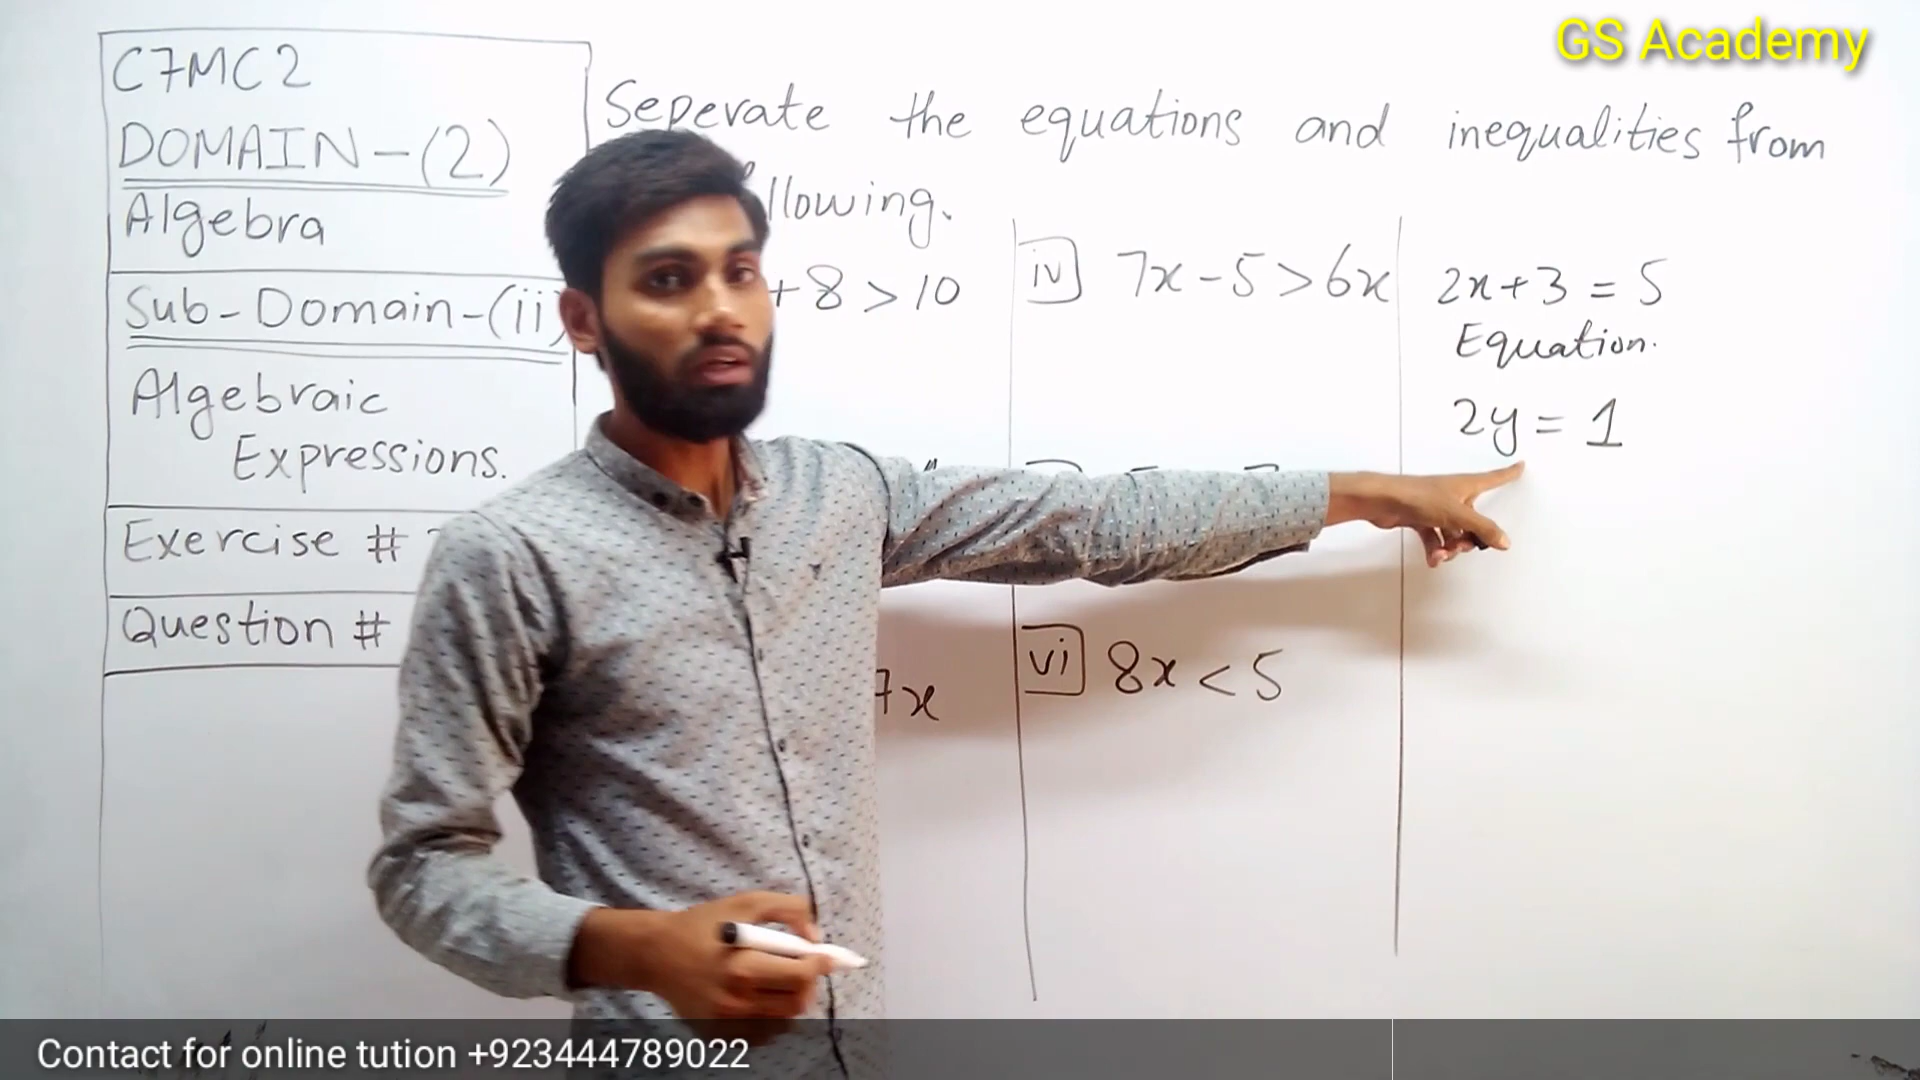 GS Academy
C7MC2
DOMAIN-(2)
Algebra
Sub-Domain-(ii)
Algebraic
Expressions.
Exercise #
Question #
Seperate the equations and inequalities from
llowing.
+8>10
7x
iv 7x-5>6x
vi 8x<5
2x+3=5
Equation.
2y=1
Contact for online tution +923444789022